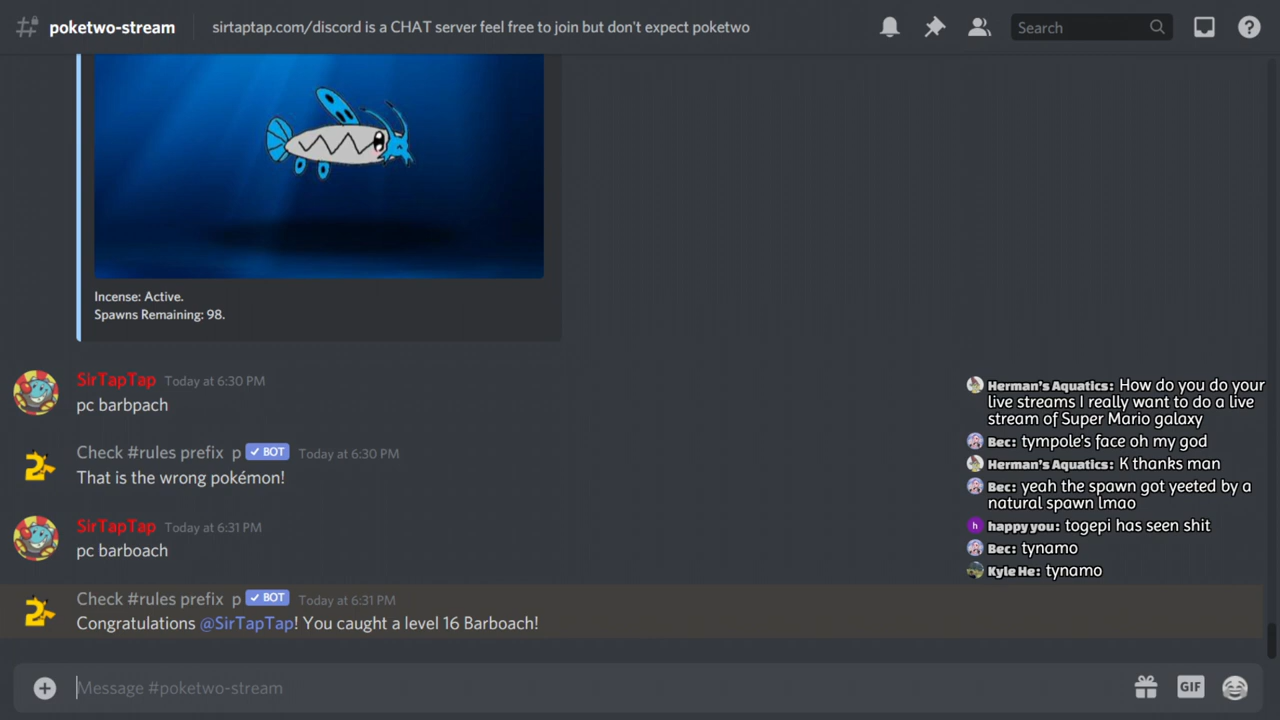 poketwo-stream
sirtaptap.com/discord is a CHAT server feel free to join but don't expect poketwo
Search
Incense: Active.
Spawns Remaining: 98.
SirTapTap Today at 6:30 PM
pc barbpach
Check #rules prefix p BOT Today at 6:30 PM
That is the wrong pokémon!
SirTapTap Today at 6:31 PM
pc barboach
Check #rules prefix p BOT Today at 6:31 PM
Congratulations @SirTapTap! You caught a level 16 Barboach!
Message #poketwo-stream
GIF
Herman's Aquatics: How do you do your
live streams I really want to do a live
stream of Super Mario galaxy
Bec: tympole's face oh my god
Herman's Aquatics: K thanks man
Bec: yeah the spawn got yeeted by a
natural spawn lmao
h happy you: togepi has seen shit
Bec: tynamo
Kyle He: tynamo